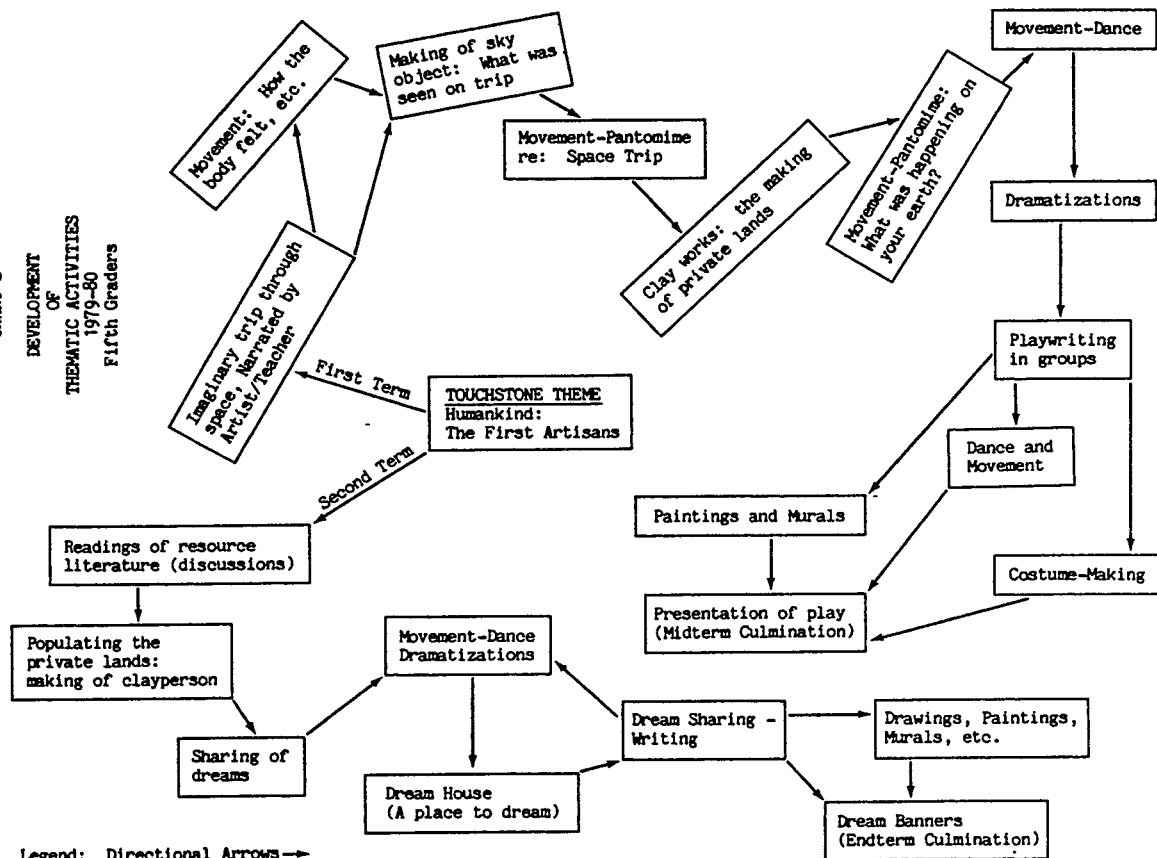 DEVELOPMENT
OF
THEMATIC ACTIVITIES
1979-80
Fifth Graders
TOUCHSTONE THEME
Humankind:
The First Artisans
First Term
Imaginary trip through
space, Narrated by
Artist/Teacher
Movement: How the
body felt, etc.
Making of sky
object: What was
seen on trip
Movement-Pantomime
re: Space Trip
Clay works: the making
of private lands
Movement-Pantomime:
What was happening on
your earth?
Movement-Dance
Dramatizations
Playwriting
in groups
Dance and
Movement
Paintings and Murals
Costume-Making
Presentation of play
(Midterm Culmination)
Second Term
Readings of resource
literature (discussions)
Populating the
private lands:
making of clayperson
Sharing of
dreams
Movement-Dance
Dramatizations
Dream House
(A place to dream)
Dream Sharing -
Writing
Drawings, Paintings,
Murals, etc.
Dream Banners
(Endterm Culmination)
Legend: Directional Arrows→